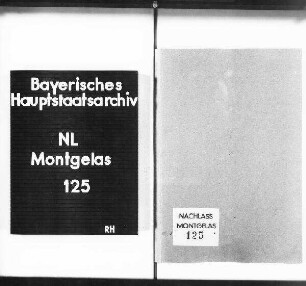 Bayerisches
Hauptstaatsarchiv
NL
Montgelas
125
RH
NACHLASS
MONTGELAS
125